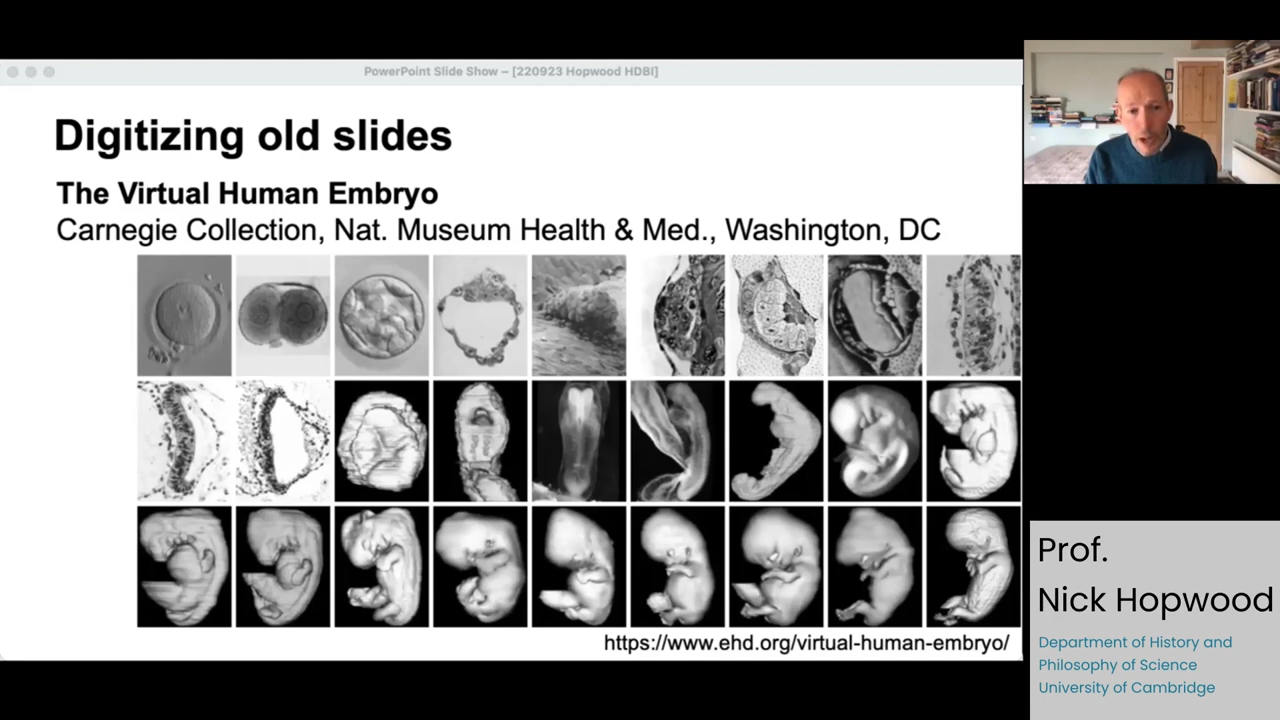 PowerPoint Slide Show – [220923 Hopwood HDBI]
Digitizing old slides
The Virtual Human Embryo
Carnegie Collection, Nat. Museum Health & Med., Washington, DC
https://www.ehd.org/virtual-human-embryo/
Prof.
Nick Hopwood
Department of History and
Philosophy of Science
University of Cambridge